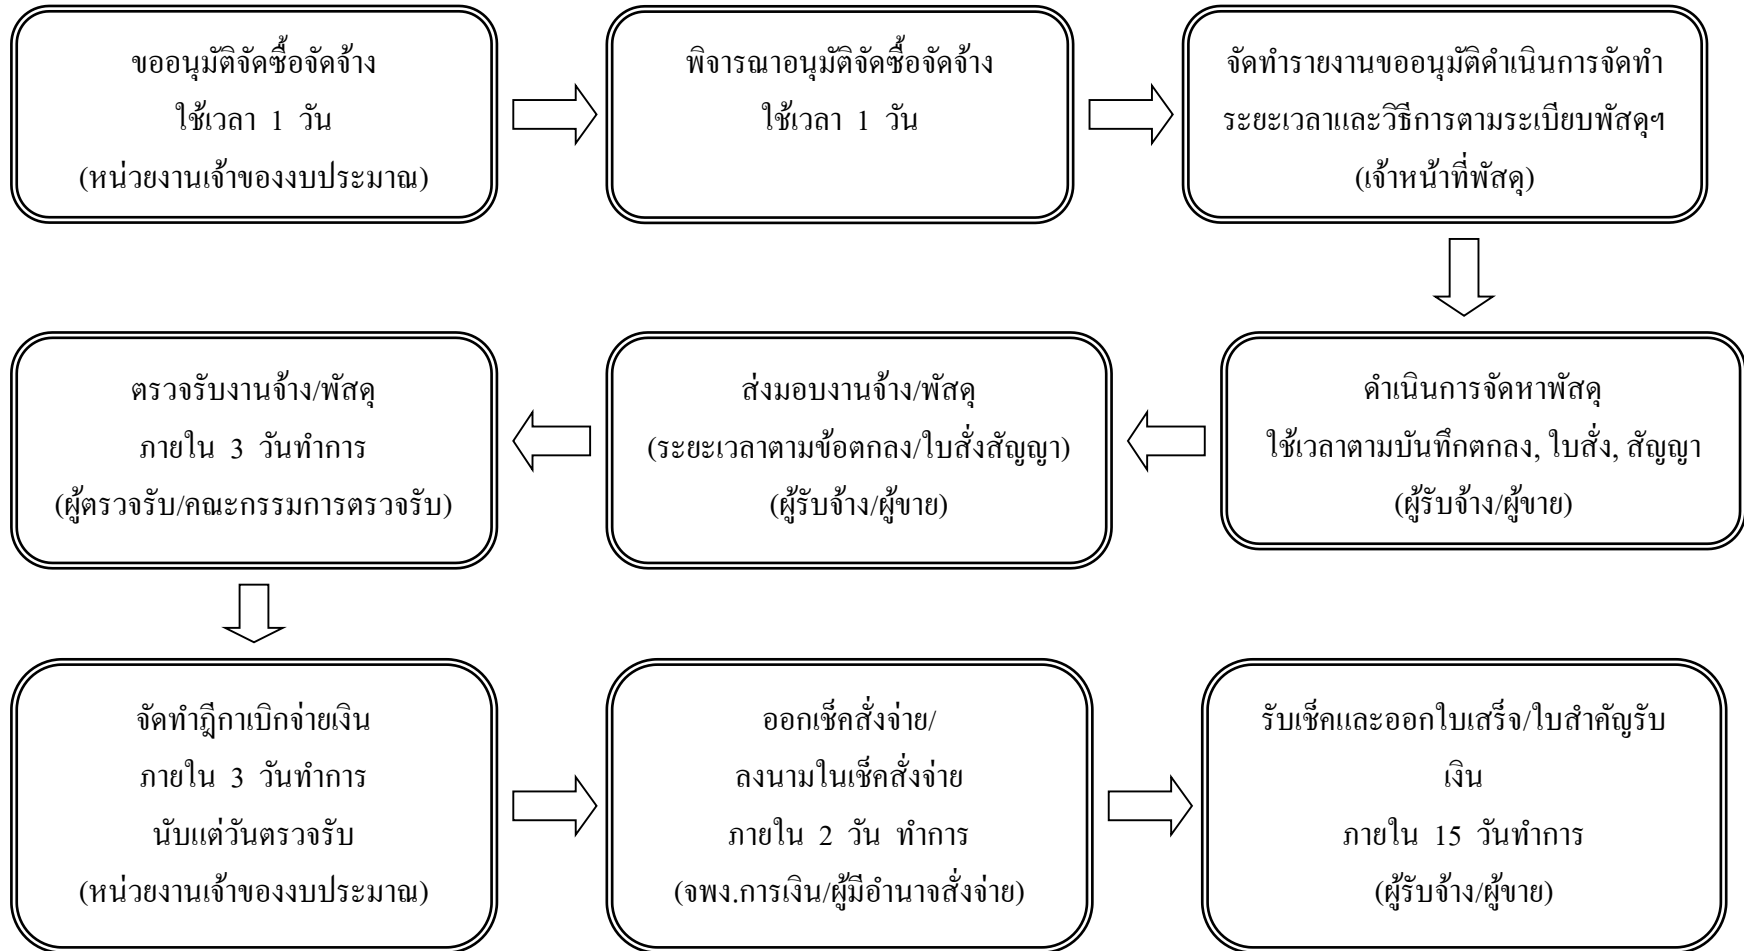 ขออนุมัติจัดซื้อจัดจ้าง
ใช้เวลา 1 วัน
(หน่วยงานเจ้าของงบประมาณ)
พิจารณาอนุมัติจัดซื้อจัดจ้าง
ใช้เวลา 1 วัน
จัดทำรายงานขออนุมัติดำเนินการจัดทำ
ระยะเวลาและวิธีการตามระเบียบพัสดุฯ
(เจ้าหน้าที่พัสดุ)
ดำเนินการจัดหาพัสดุ
ใช้เวลาตามบันทึกตกลง, ใบสั่ง, สัญญา
(ผู้รับจ้าง/ผู้ขาย)
ส่งมอบงานจ้าง/พัสดุ
(ระยะเวลาตามข้อตกลง/ใบสั่งสัญญา)
(ผู้รับจ้าง/ผู้ขาย)
ตรวจรับงานจ้าง/พัสดุ
ภายใน 3 วันทำการ
(ผู้ตรวจรับ/คณะกรรมการตรวจรับ)
จัดทำฎีกาเบิกจ่ายเงิน
ภายใน 3 วันทำการ
นับแต่วันตรวจรับ
(หน่วยงานเจ้าของงบประมาณ)
ออกเช็คสั่งจ่าย/
ลงนามในเช็คสั่งจ่าย
ภายใน 2 วัน ทำการ
(จพง.การเงิน/ผู้มีอำนาจสั่งจ่าย)
รับเช็คและออกใบเสร็จ/ใบสำคัญรับ
เงิน
ภายใน 15 วันทำการ
(ผู้รับจ้าง/ผู้ขาย)